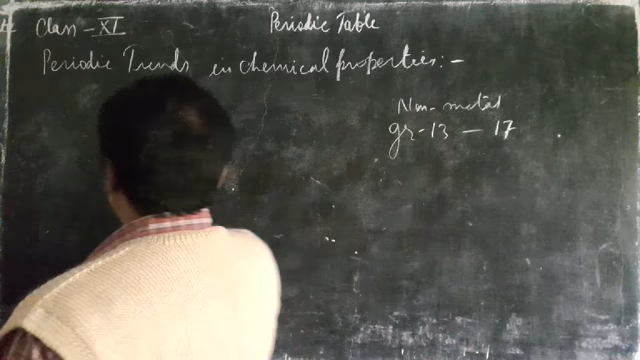 Class - XI
Periodic Table
Periodic Trends in chemical properties:-
Non-metal
gr-13 - 17